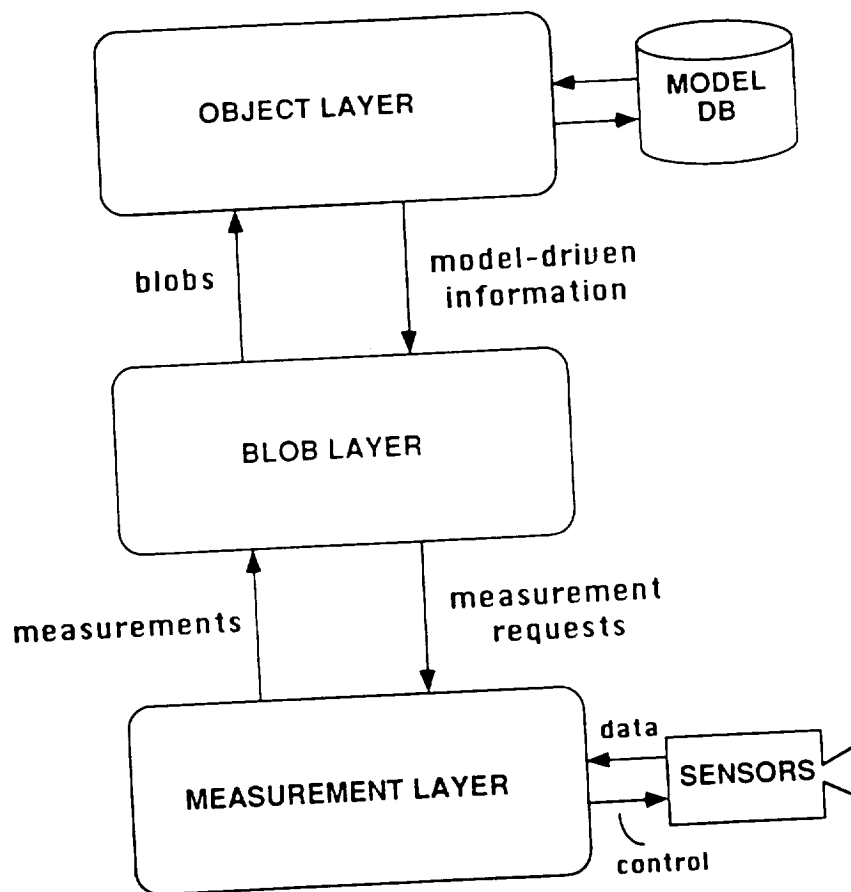 OBJECT LAYER
MODEL
DB
blobs
model-driven
information
BLOB LAYER
measurements
measurement
requests
MEASUREMENT LAYER
data
SENSORS
control